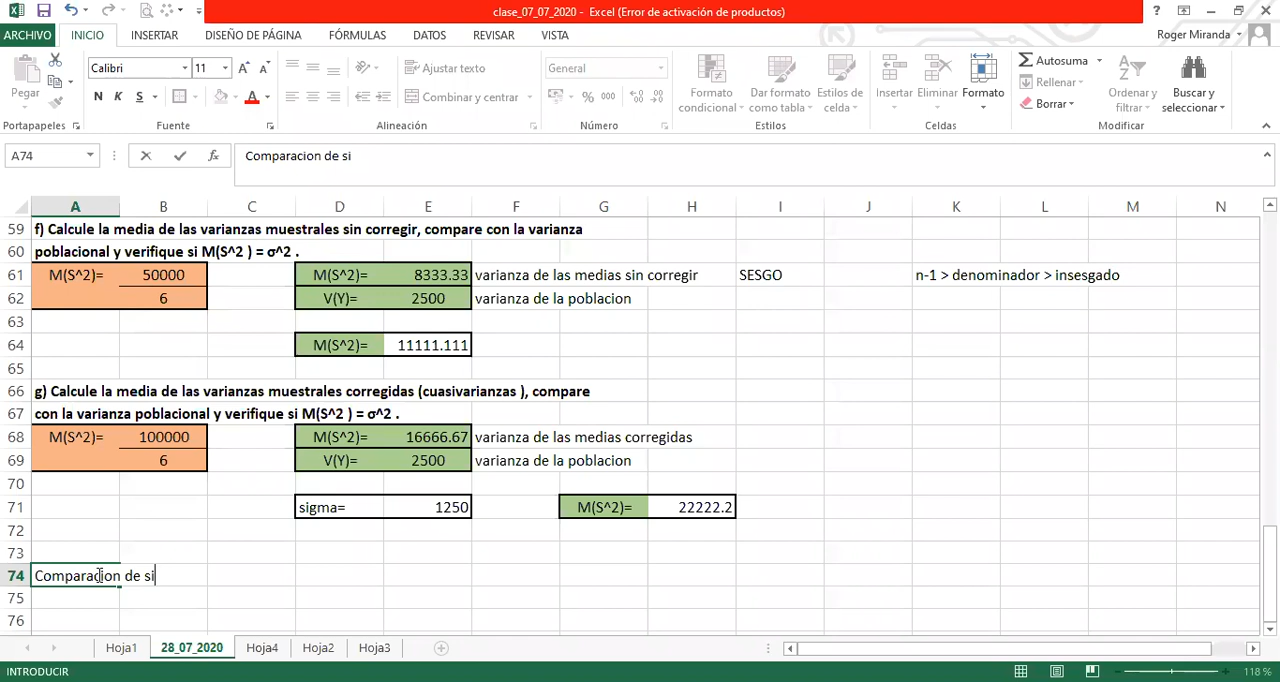 clase_07_07_2020 - Excel (Error de activación de productos)
ARCHIVO INICIO INSERTAR DISEÑO DE PÁGINA FÓRMULAS DATOS REVISAR VISTA Roger Miranda
Calibri 11 Ajustar texto General Autosuma
Pegar N K S A Combinar y centrar % 000 Formato condicional Dar formato como tabla Estilos de celda Insertar Eliminar Formato Rellenar Borrar Ordenar y filtrar Buscar y seleccionar
Portapapeles Fuente Alineación Número Estilos Celdas Modificar
A74 fx Comparacion de si
A B C D E F G H I J K L M N
59 f) Calcule la media de las varianzas muestrales sin corregir, compare con la varianza
60 poblacional y verifique si M(S^2 ) = σ^2 .
61 M(S^2)= 50000 M(S^2)= 8333.33 varianza de las medias sin corregir SESGO n-1 > denominador > insesgado
62 6 V(Y)= 2500 varianza de la poblacion
63
64 M(S^2)= 11111.111
65
66 g) Calcule la media de las varianzas muestrales corregidas (cuasivarianzas ), compare
67 con la varianza poblacional y verifique si M(S^2 ) = σ^2 .
68 M(S^2)= 100000 M(S^2)= 16666.67 varianza de las medias corregidas
69 6 V(Y)= 2500 varianza de la poblacion
70
71 sigma= 1250 M(S^2)= 22222.2
72
73
74 Comparacion de si
75
76
Hoja1 28_07_2020 Hoja4 Hoja2 Hoja3
INTRODUCIR 118 %